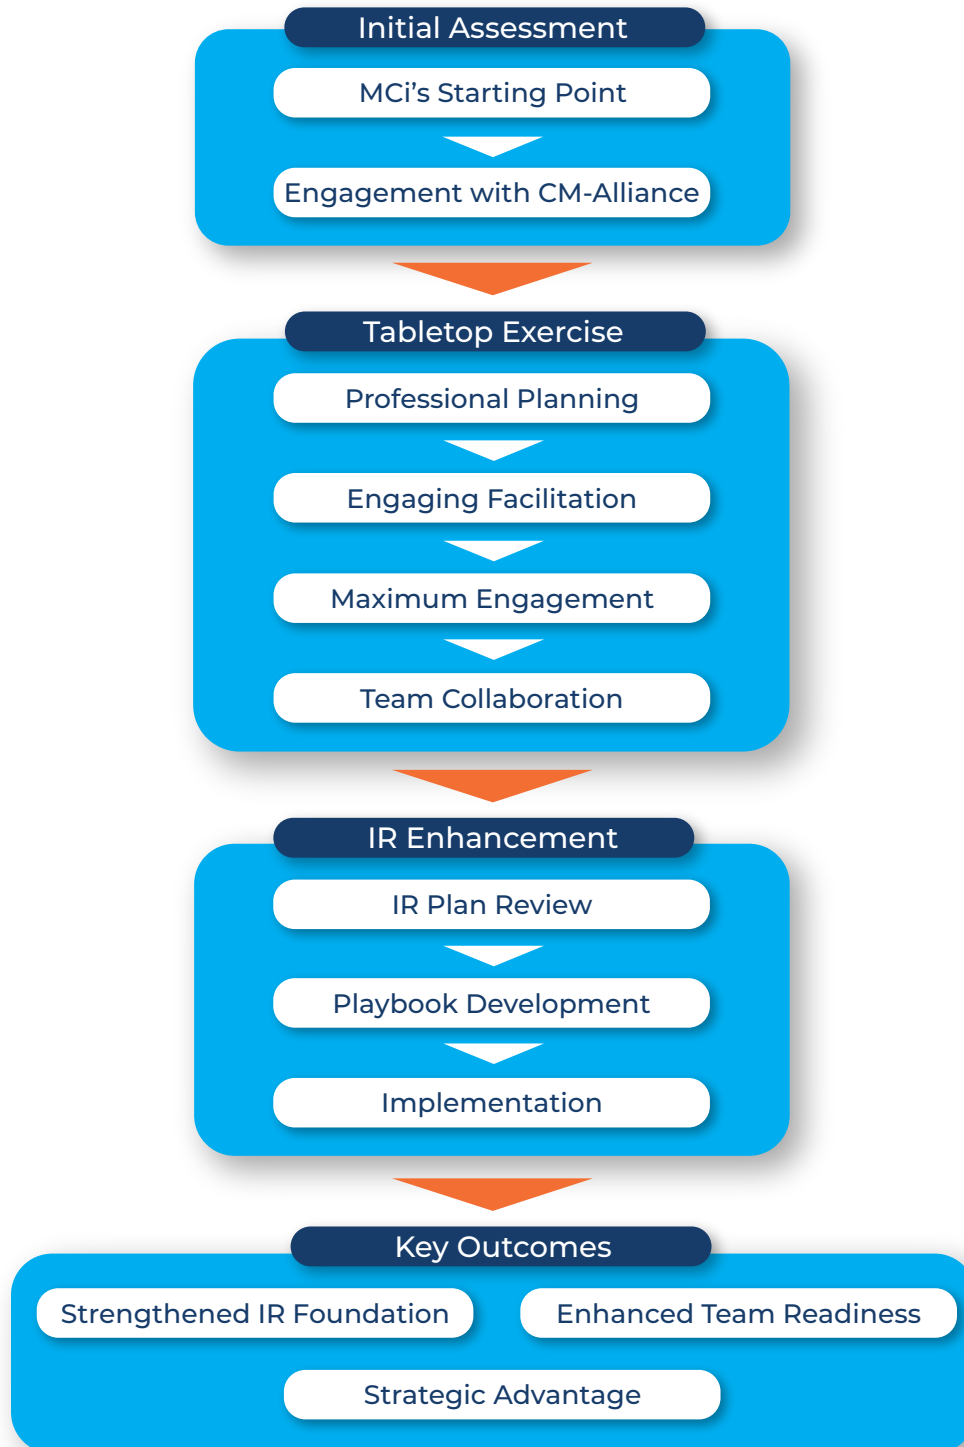 Initial Assessment
MCi’s Starting Point
Engagement with CM-Alliance
Tabletop Exercise
Professional Planning
Engaging Facilitation
Maximum Engagement
Team Collaboration
IR Enhancement
IR Plan Review
Playbook Development
Implementation
Key Outcomes
Strengthened IR Foundation
Enhanced Team Readiness
Strategic Advantage